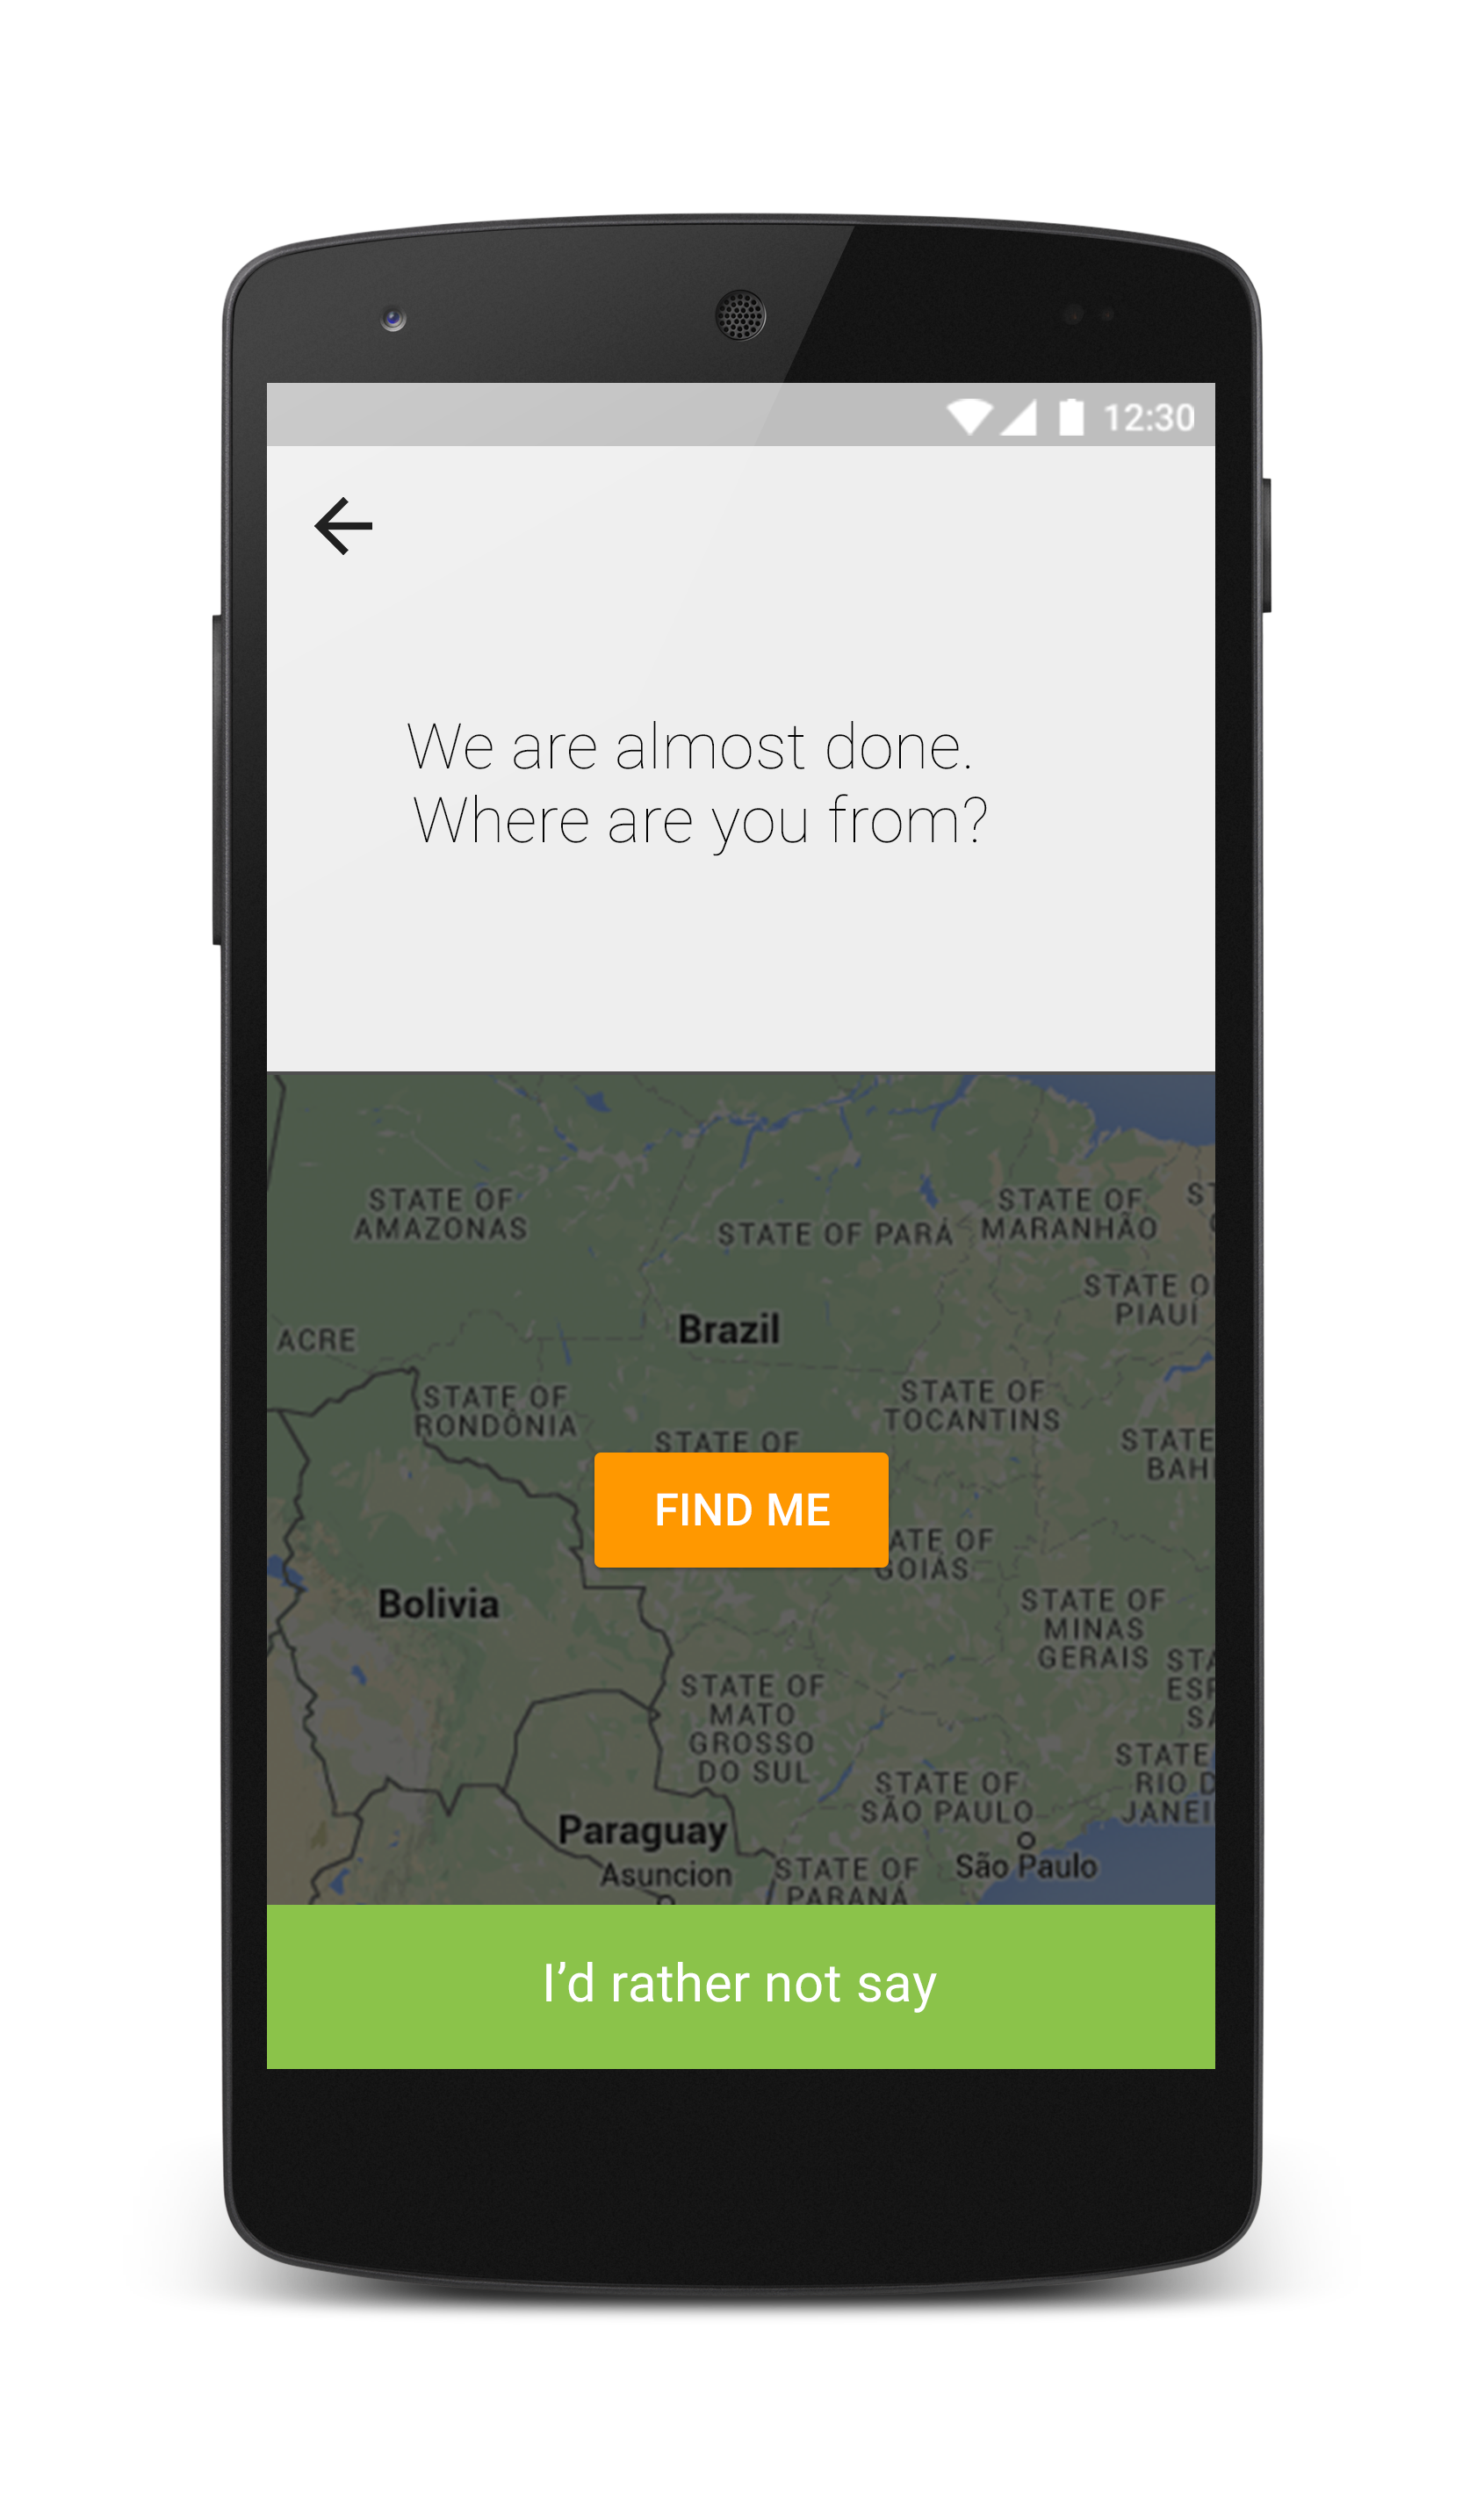 12:30
We are almost done.
Where are you from?
STATE OF
AMAZONAS
STATE OF PARÁ
STATE OF
MARANHÃO
STATE OF
PIAUÍ
Brazil
ACRE
STATE OF
RONDÔNIA
STATE OF
TOCANTINS
STATE OF
STATE
BAHI
FIND ME
ATE OF
GOIÁS
Bolivia
STATE OF
MINAS
GERAIS
STATE OF
MATO
GROSSO
DO SUL
STA
ESP
SA
STATE
RIO D
JANEI
STATE OF
SÃO PAULO
Paraguay
Asuncion
São Paulo
STATE OF
PARANÁ
I’d rather not say